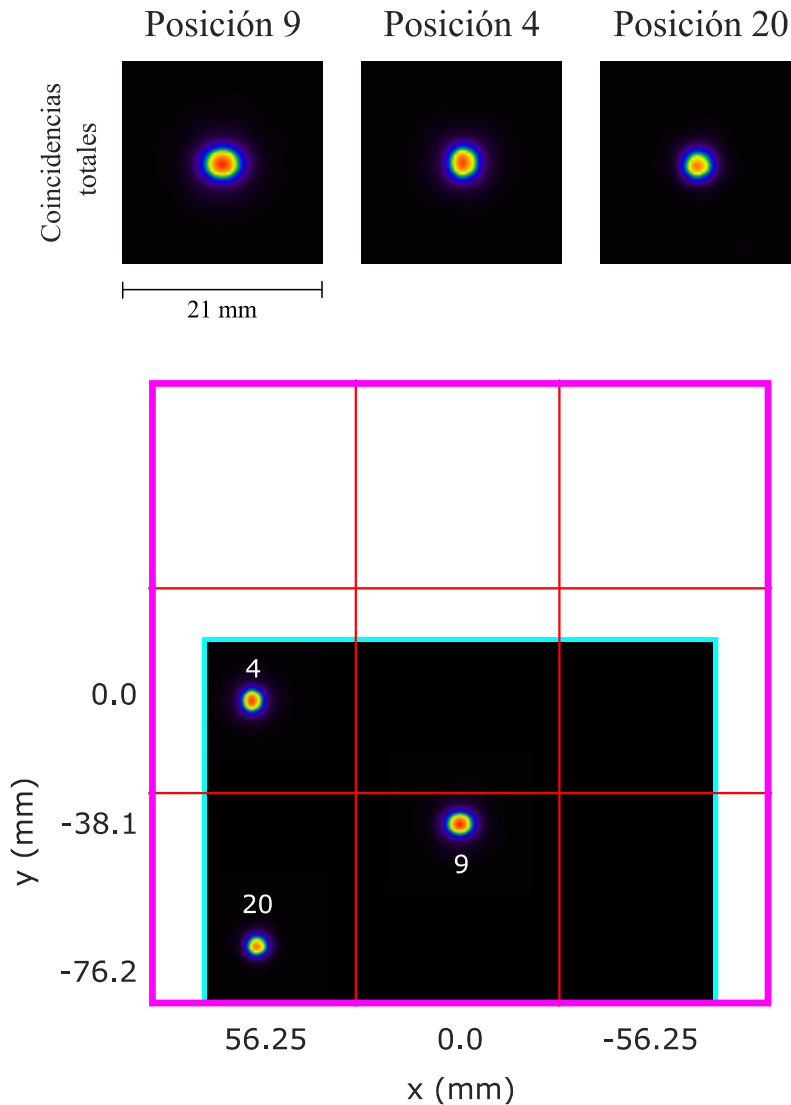 Posición 9 Posición 4 Posición 20
Coincidencias
totales
21 mm
4
0.0
-38.1
9
20
-76.2
y (mm)
56.25 0.0 -56.25
x (mm)